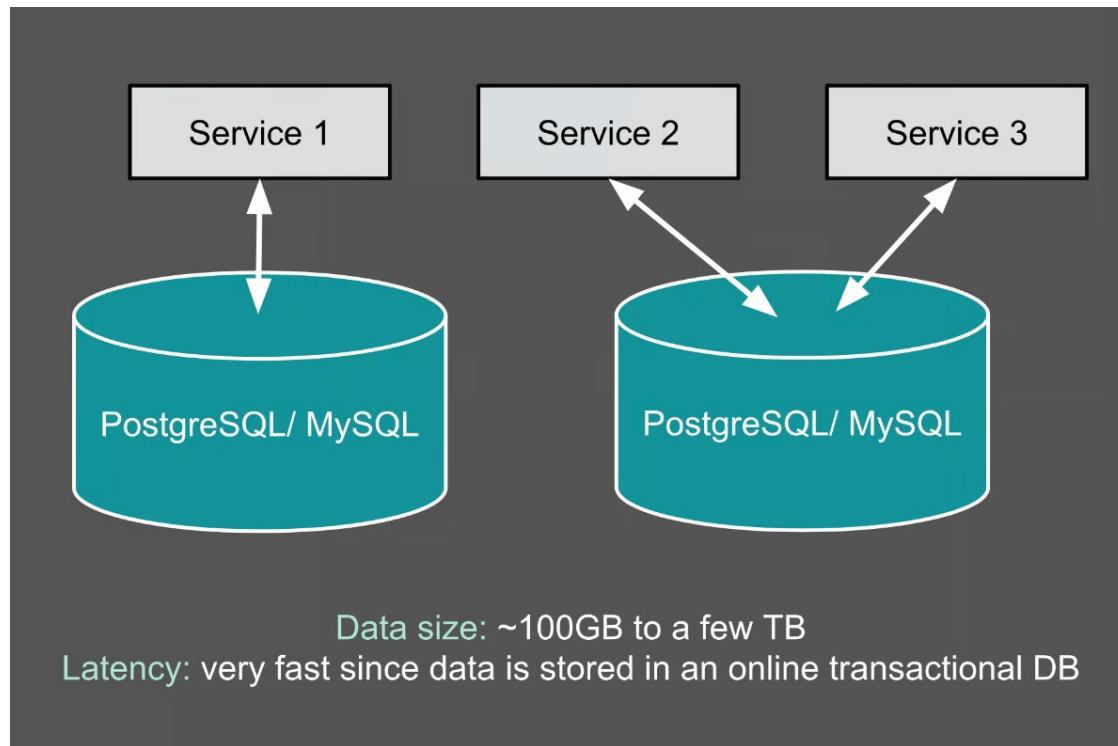 Service 1
Service 2
Service 3
PostgreSQL/ MySQL
PostgreSQL/ MySQL
Data size: ~100GB to a few TB
Latency: very fast since data is stored in an online transactional DB